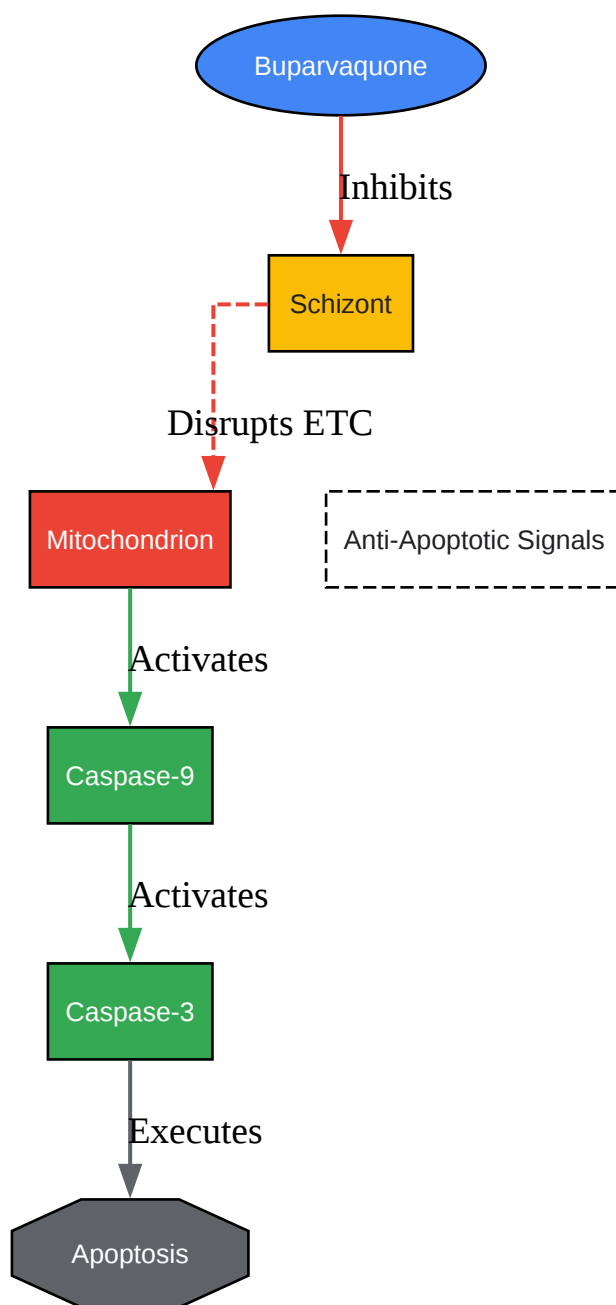 Buparvaquone
Inhibits
Schizont
Disrupts ETC
Mitochondrion
Anti-Apoptotic Signals
Activates
Caspase-9
Activates
Caspase-3
Executes
Apoptosis